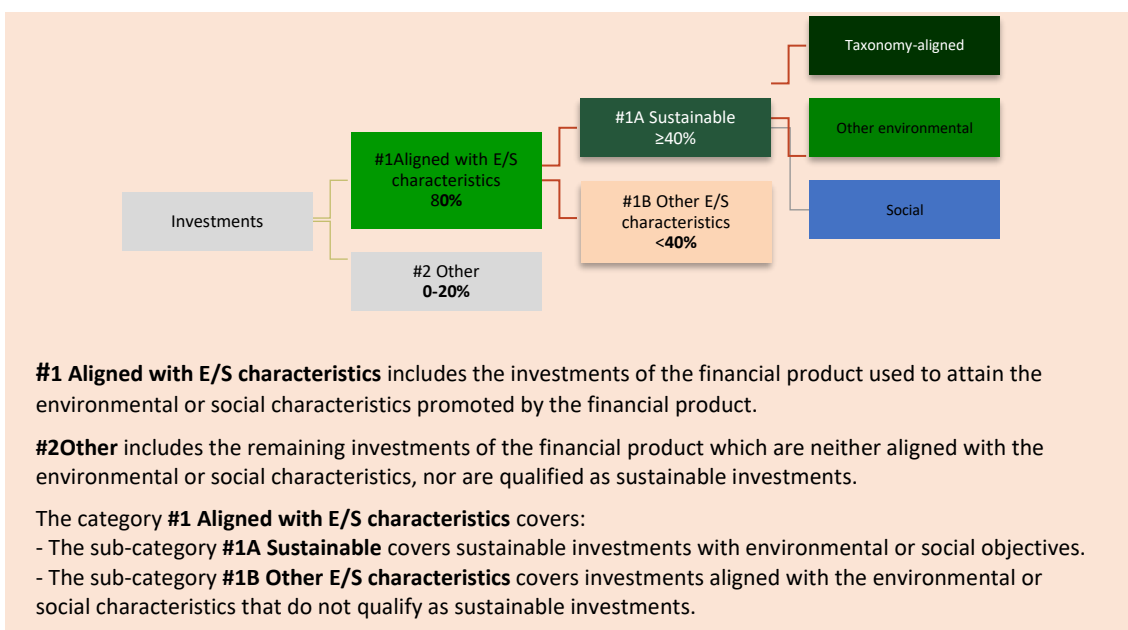 Taxonomy-aligned
#1A Sustainable
≥40%
Other environmental
#1Aligned with E/S
characteristics
80%
Investments
#1B Other E/S
characteristics
<40%
Social
#2 Other
0-20%
#1 Aligned with E/S characteristics includes the investments of the financial product used to attain the
environmental or social characteristics promoted by the financial product.
#2Other includes the remaining investments of the financial product which are neither aligned with the
environmental or social characteristics, nor are qualified as sustainable investments.
The category #1 Aligned with E/S characteristics covers:
- The sub-category #1A Sustainable covers sustainable investments with environmental or social objectives.
- The sub-category #1B Other E/S characteristics covers investments aligned with the environmental or
social characteristics that do not qualify as sustainable investments.